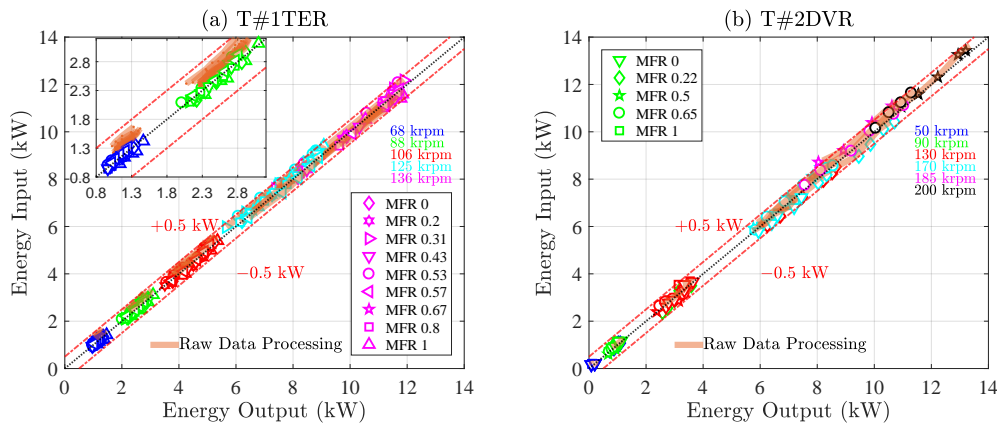 (a) T#1TER
Energy Input (kW)
14
12
10
8
6
4
2
0
2.8
2.3
1.8
1.3
0.8
0.8 1.3 1.8 2.3 2.8
68 krpm
88 krpm
106 krpm
125 krpm
136 krpm
+0.5 kW
−0.5 kW
MFR 0
MFR 0.2
MFR 0.31
MFR 0.43
MFR 0.53
MFR 0.57
MFR 0.67
MFR 0.8
MFR 1
Raw Data Processing
0 2 4 6 8 10 12 14
Energy Output (kW)
(b) T#2DVR
Energy Input (kW)
14
12
10
8
6
4
2
0
MFR 0
MFR 0.22
MFR 0.5
MFR 0.65
MFR 1
50 krpm
90 krpm
130 krpm
170 krpm
185 krpm
200 krpm
+0.5 kW
−0.5 kW
Raw Data Processing
0 2 4 6 8 10 12 14
Energy Output (kW)